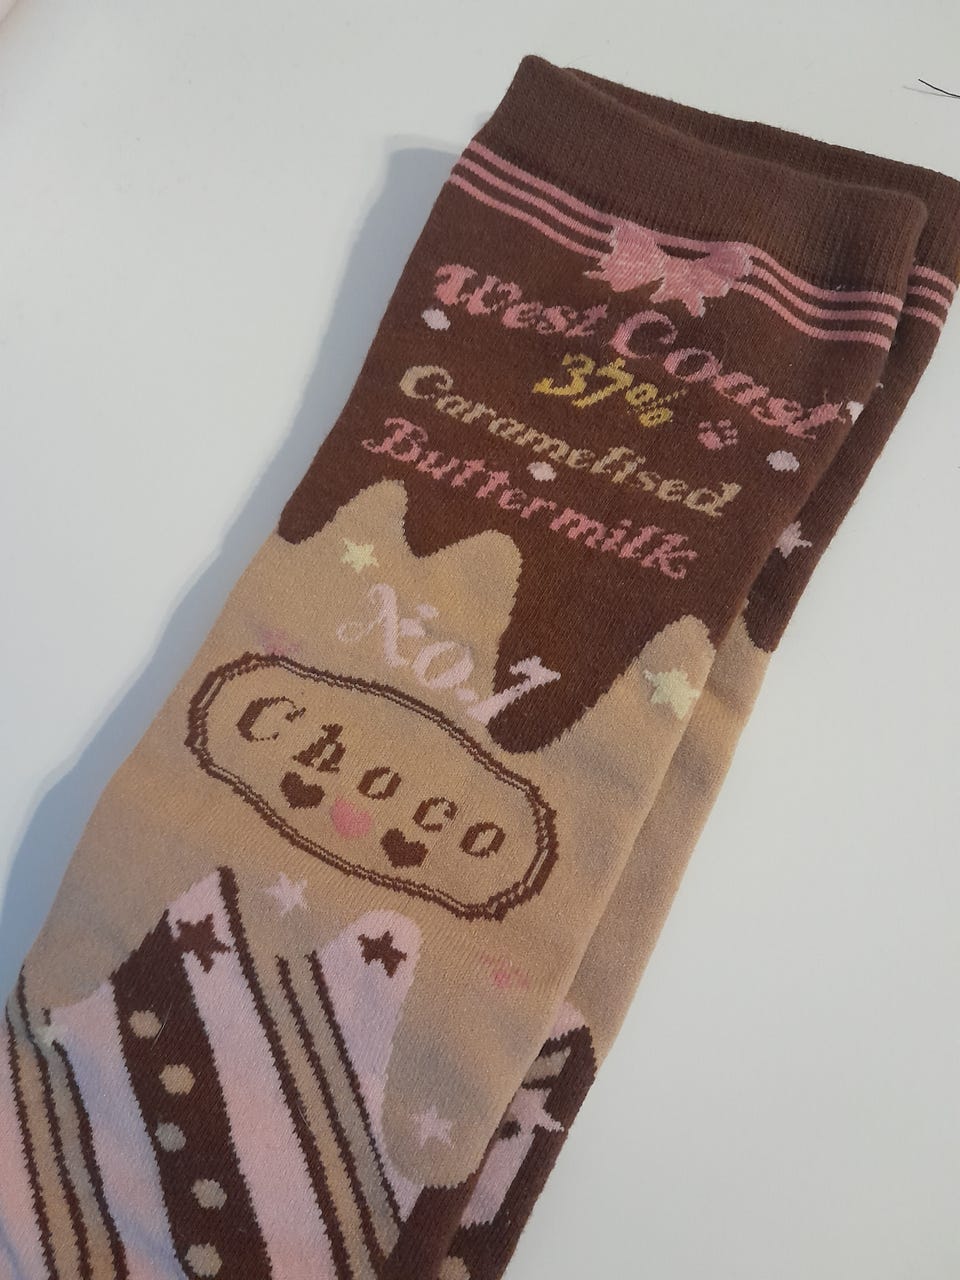 West Coast
37%
Caramelised
Buttermilk
No.1
Choco